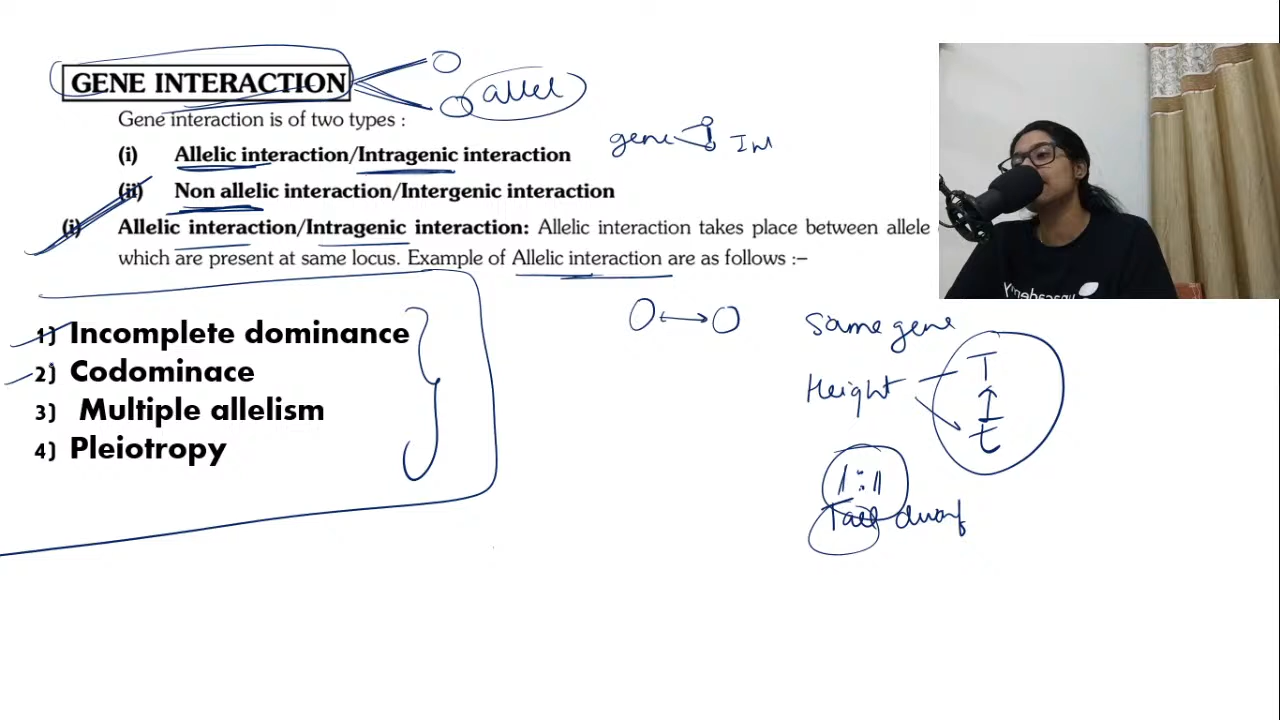 GENE INTERACTION
allel
Gene interaction is of two types :
gene Int
(i) Allelic interaction/Intragenic interaction
(ii) Non allelic interaction/Intergenic interaction
(i) Allelic interaction/Intragenic interaction: Allelic interaction takes place between allele
which are present at same locus. Example of Allelic interaction are as follows :–
1) Incomplete dominance
2) Codominace
3) Multiple allelism
4) Pleiotropy
Same gene
Height T
t
1:1
Tall dwarf